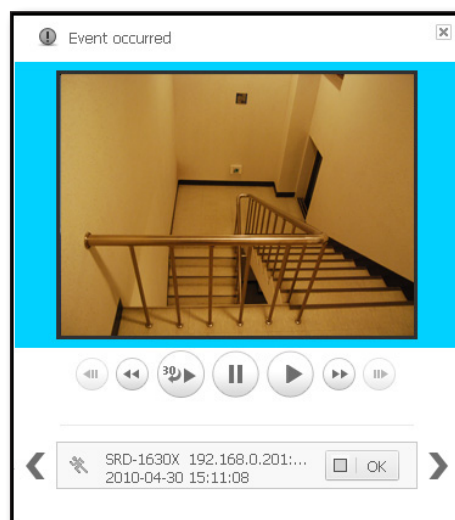 Event occurred
30
SRD-1630X 192.168.0.201:...
2010-04-30 15:11:08
OK